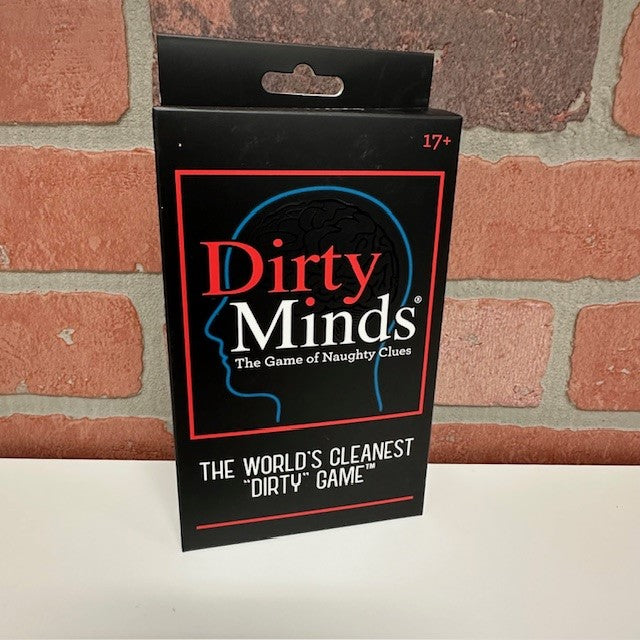 17+
Dirty
Minds®
The Game of Naughty Clues
THE WORLD'S CLEANEST
"DIRTY" GAME™